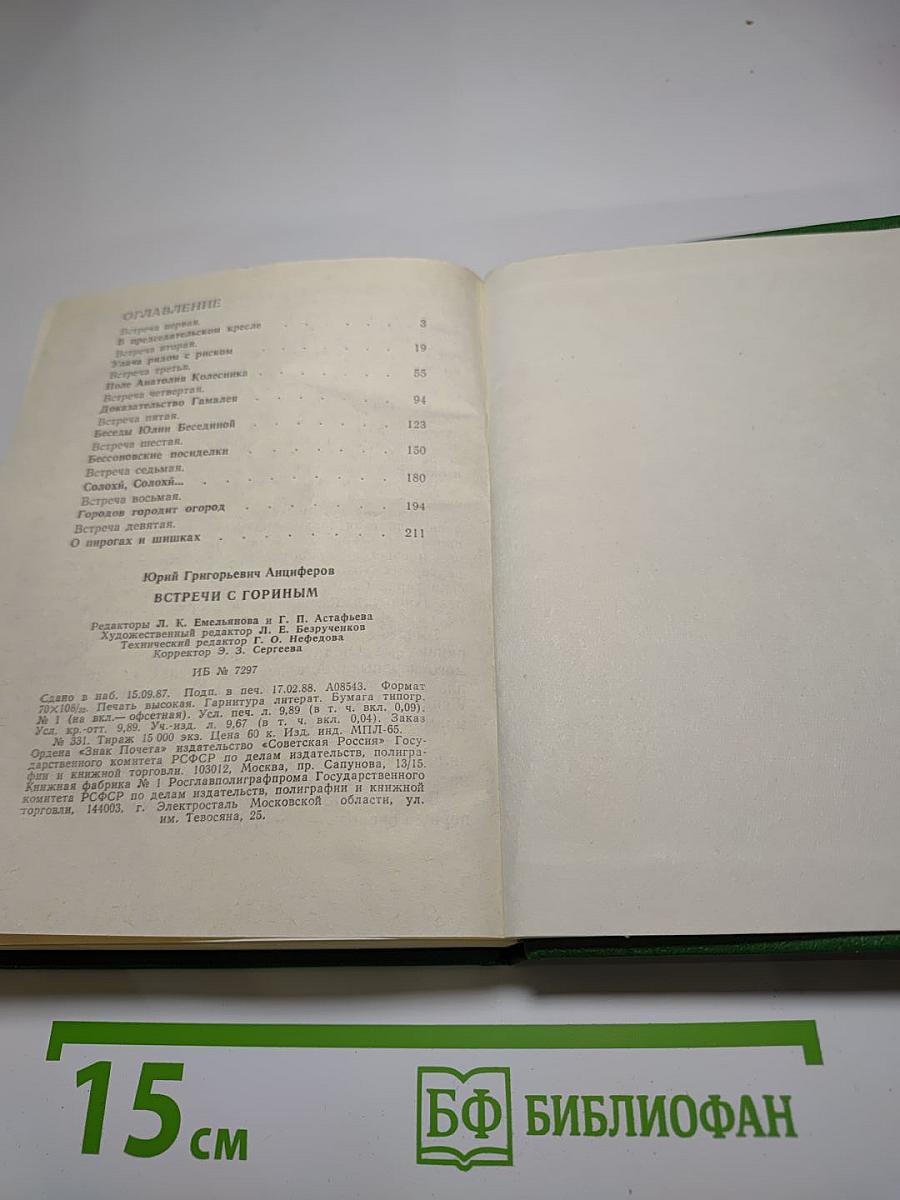 ОГЛАВЛЕНИЕ
Встреча первая.
В председательском кресле . . . . . . 3
Встреча вторая.
Удача рядом с риском . . . . . . 19
Встреча третья.
Поле Анатолия Колесника . . . . . . 55
Встреча четвертая.
Доказательство Гамалея . . . . . . 94
Встреча пятая.
Беседы Юлии Бесединой . . . . . . 123
Встреча шестая.
Бессоновские посиделки . . . . . . 150
Встреча седьмая.
Солохи́, Солохи́... . . . . . . . 180
Встреча восьмая.
Городов городит огород . . . . . . 194
Встреча девятая.
О пирогах и шишках . . . . . . . 211
Юрий Григорьевич Анциферов
ВСТРЕЧИ С ГОРИНЫМ
Редакторы Л. К. Емельянова и Г. П. Астафьева
Художественный редактор Л. Е. Безрученков
Технический редактор Г. О. Нефедова
Корректор Э. З. Сергеева
ИБ № 7297
Сдано в наб. 15.09.87. Подп. в печ. 17.02.88. А08543. Формат
70×108/32. Печать высокая. Гарнитура литерат. Бумага типогр.
№ 1 (на вкл.— офсетная). Усл. печ. л. 9,89 (в т. ч. вкл. 0,09).
Усл. кр.-отт. 9,89. Уч.-изд. л. 9,67 (в т. ч. вкл. 0,04). Заказ
№ 331. Тираж 15 000 экз. Цена 60 к. Изд. инд. МПЛ-65.
Ордена «Знак Почета» издательство «Советская Россия» Госу-
дарственного комитета РСФСР по делам издательств, полигра-
фии и книжной торговли. 103012, Москва, пр. Сапунова, 13/15.
Книжная фабрика № 1 Росглавполиграфпрома Государственного
комитета РСФСР по делам издательств, полиграфии и книжной
торговли, 144003, г. Электросталь Московской области, ул.
им. Тевосяна, 25.
15 см
БФ БИБЛИОФАН